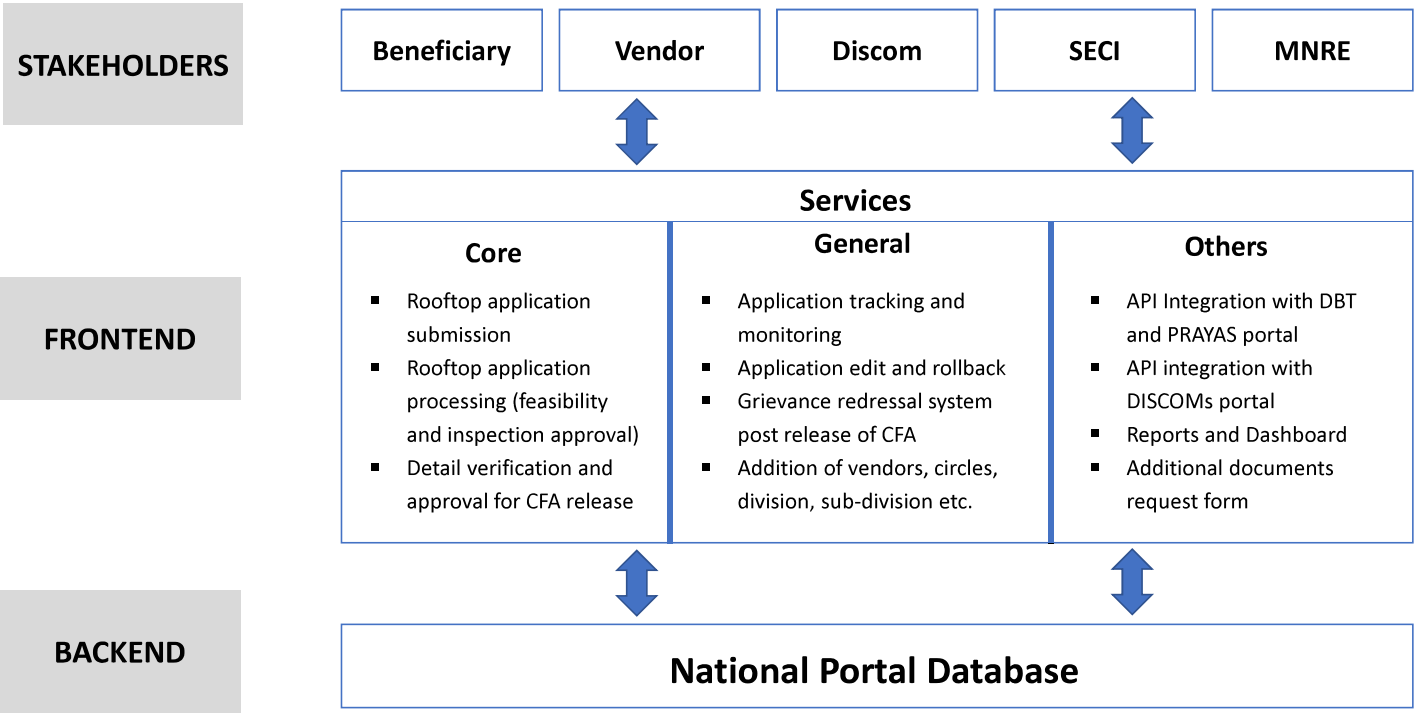 STAKEHOLDERS
Beneficiary
Vendor
Discom
SECI
MNRE
FRONTEND
Services
Core
▪ Rooftop application
submission
▪ Rooftop application
processing (feasibility
and inspection approval)
▪ Detail verification and
approval for CFA release
General
▪ Application tracking and
monitoring
▪ Application edit and rollback
▪ Grievance redressal system
post release of CFA
▪ Addition of vendors, circles,
division, sub-division etc.
Others
▪ API Integration with DBT
and PRAYAS portal
▪ API integration with
DISCOMs portal
▪ Reports and Dashboard
▪ Additional documents
request form
BACKEND
National Portal Database